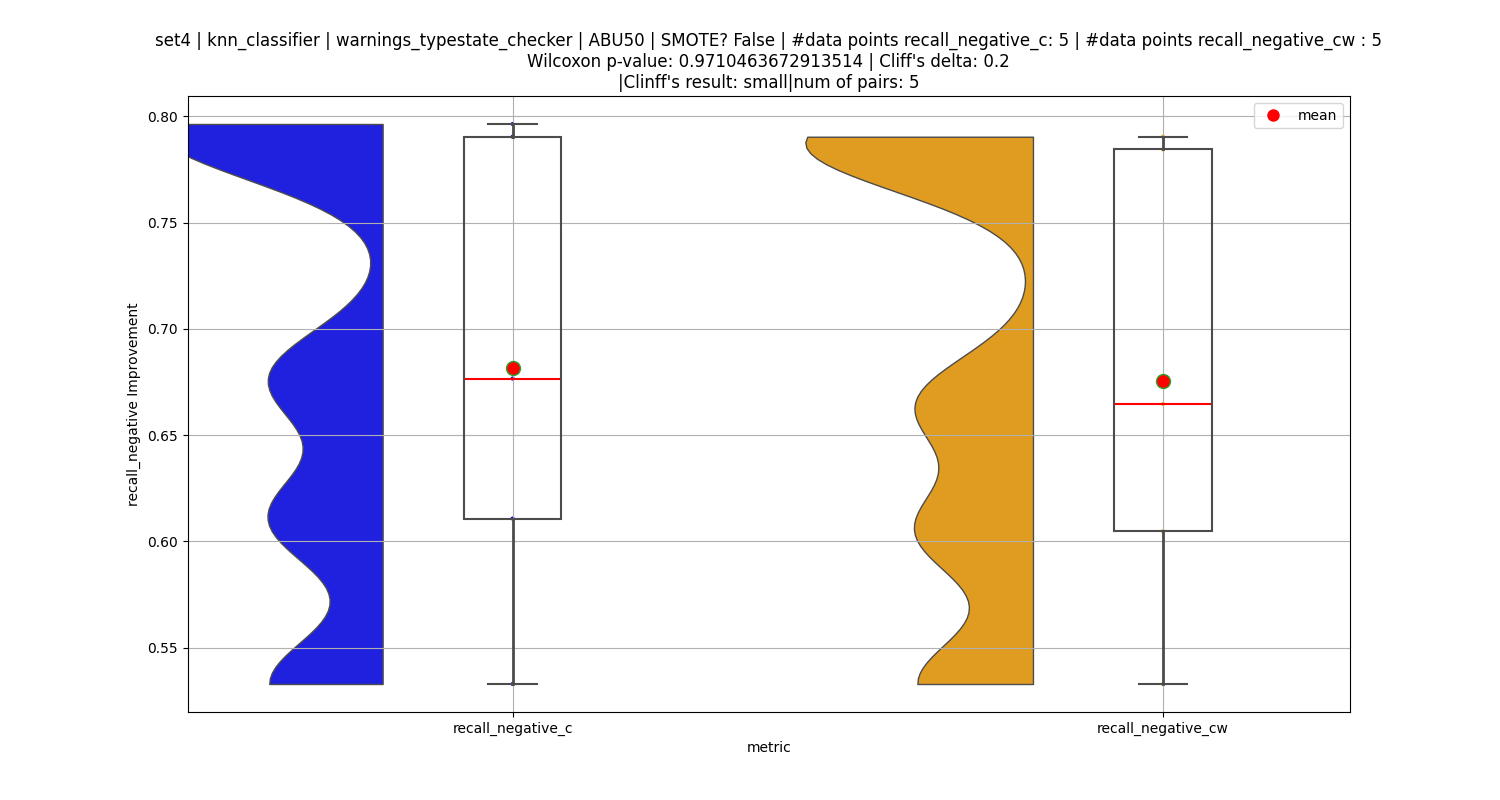 set4 | knn_classifier | warnings_typestate_checker | ABU50 | SMOTE? False | #data points recall_negative_c: 5 | #data points recall_negative_cw : 5
Wilcoxon p-value: 0.9710463672913514 | Cliff's delta: 0.2
|Clinff's result: small|num of pairs: 5
mean
0.80
0.75
0.70
0.65
0.60
0.55
recall_negative Improvement
recall_negative_c
recall_negative_cw
metric